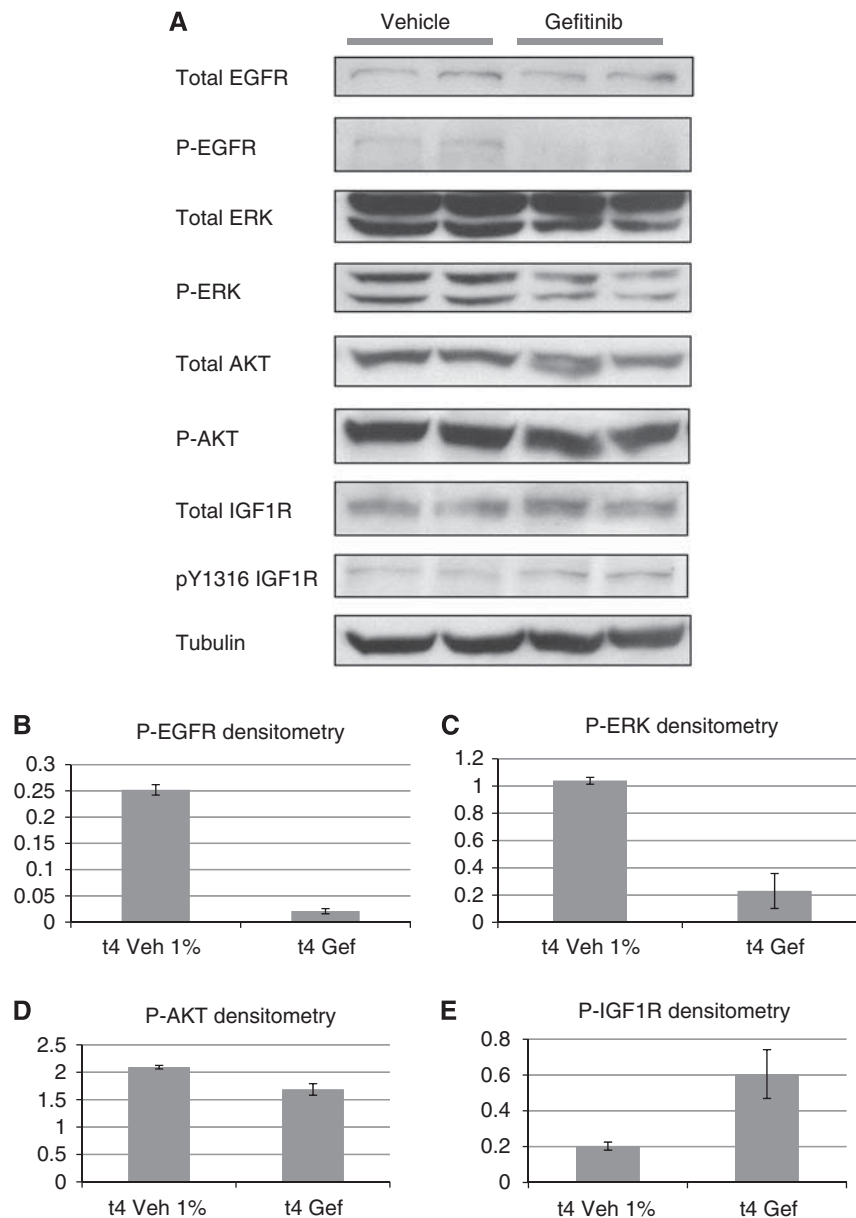 A
Vehicle Gefitinib
Total EGFR
P-EGFR
Total ERK
P-ERK
Total AKT
P-AKT
Total IGF1R
pY1316 IGF1R
Tubulin
B
P-EGFR densitometry
0.3
0.25
0.2
0.15
0.1
0.05
0
t4 Veh 1% t4 Gef
C
P-ERK densitometry
1.2
1
0.8
0.6
0.4
0.2
0
t4 Veh 1% t4 Gef
D
P-AKT densitometry
2.5
2
1.5
1
0.5
0
t4 Veh 1% t4 Gef
E
P-IGF1R densitometry
0.8
0.6
0.4
0.2
0
t4 Veh 1% t4 Gef